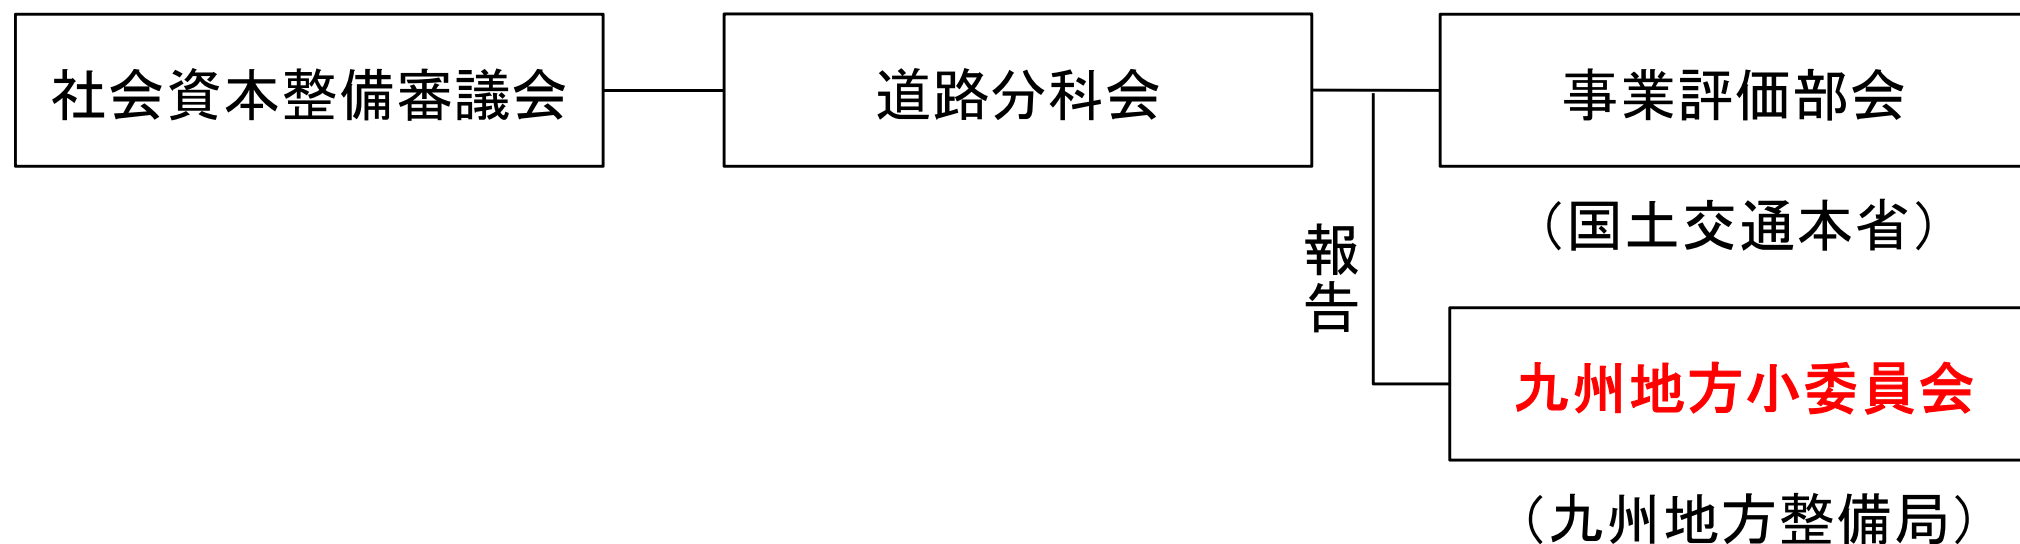 社会資本整備審議会
道路分科会
事業評価部会
（国土交通本省）
報告
九州地方小委員会
（九州地方整備局）